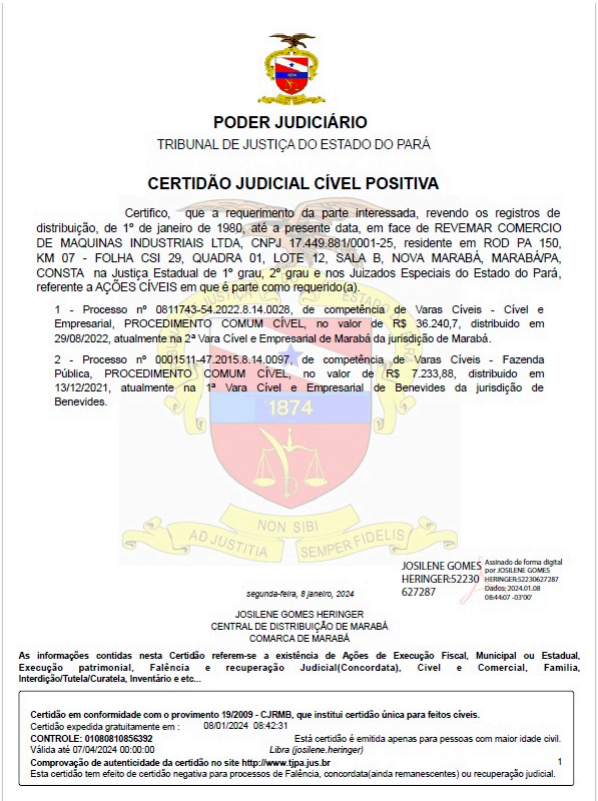 PODER JUDICIÁRIO
TRIBUNAL DE JUSTIÇA DO ESTADO DO PARÁ
CERTIDÃO JUDICIAL CÍVEL POSITIVA
Certifico, que a requerimento da parte interessada, revendo os registros de
distribuição, de 1º de janeiro de 1980, até a presente data, em face de REVEMAR COMERCIO
DE MAQUINAS INDUSTRIAIS LTDA, CNPJ 17.449.881/0001-25, residente em ROD PA 150,
KM 07 - FOLHA CSI 29, QUADRA 01, LOTE 12, SALA B, NOVA MARABÁ, MARABÁ/PA,
CONSTA na Justiça Estadual de 1º grau, 2º grau e nos Juizados Especiais do Estado do Pará,
referente a AÇÕES CÍVEIS em que é parte como requerido(a).
1 - Processo nº 0811743-54.2022.8.14.0028, de competência de Varas Cíveis - Cível e
Empresarial, PROCEDIMENTO COMUM CÍVEL, no valor de R$ 36.240,7, distribuido em
29/08/2022, atualmente na 2ª Vara Cível e Empresarial de Marabá da jurisdição de Marabá.
2 - Processo nº 0001511-47.2015.8.14.0097, de competência de Varas Cíveis - Fazenda
Pública, PROCEDIMENTO COMUM CÍVEL, no valor de R$ 7.233,88, distribuido em
13/12/2021, atualmente na 1ª Vara Cível e Empresarial de Benevides da jurisdição de
Benevides.
1874
NON SIBI
AD JUSTITIA SEMPER FIDELIS
JOSILENE GOMES
HERINGER:52230
627287
Assinado de forma digital
por JOSILENE GOMES
HERINGER:52230627287
Dados: 2024.01.08
08:44:07 -03'00'
segunda-feira, 8 janeiro, 2024
JOSILENE GOMES HERINGER
CENTRAL DE DISTRIBUIÇÃO DE MARABÁ
COMARCA DE MARABÁ
As informações contidas nesta Certidão referem-se a existência de Ações de Execução Fiscal, Municipal ou Estadual,
Execução patrimonial, Falência e recuperação Judicial(Concordata), Cível e Comercial, Familia,
Interdição/Tutela/Curatela, Inventário e etc...
Certidão em conformidade com o provimento 19/2009 - CJRMB, que institui certidão única para feitos cíveis.
Certidão expedida gratuitamente em : 08/01/2024 08:42:31
CONTROLE: 01080810856392 Esta certidão é emitida apenas para pessoas com maior idade civil.
Válida até 07/04/2024 00:00:00 Libra (josilene.heringer)
Comprovação de autenticidade da certidão no site http://www.tjpa.jus.br 1
Esta certidão tem efeito de certidão negativa para processos de Falência, concordata(ainda remanescentes) ou recuperação judicial.